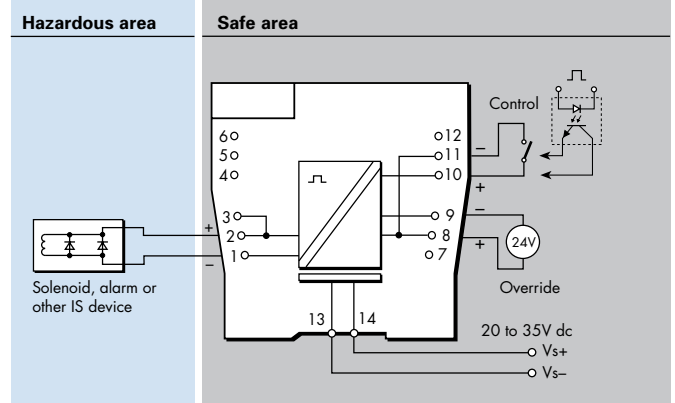 Hazardous area
Safe area
Control
6
5
4
3
2
1
12
11
10
9
8
7
–
+
–
+
+
–
24V
Override
Solenoid, alarm or
other IS device
13
14
20 to 35V dc
Vs+
Vs–